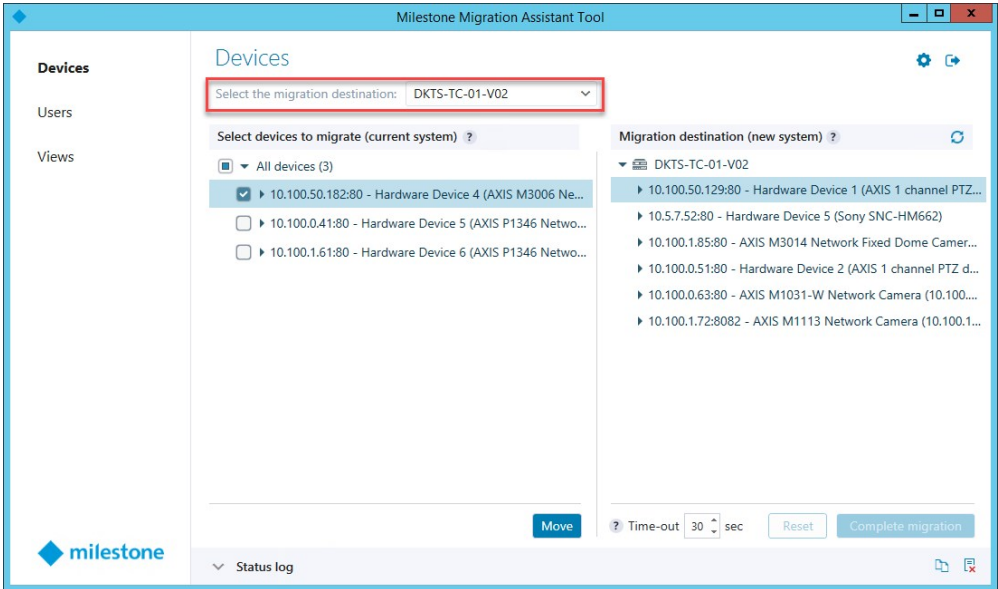 Milestone Migration Assistant Tool
Devices
Users
Views
milestone
Devices
Select the migration destination: DKTS-TC-01-V02
Select devices to migrate (current system) ?
All devices (3)
10.100.50.182:80 - Hardware Device 4 (AXIS M3006 Ne...
10.100.0.41:80 - Hardware Device 5 (AXIS P1346 Netwo...
10.100.1.61:80 - Hardware Device 6 (AXIS P1346 Netwo...
Move
Migration destination (new system) ?
DKTS-TC-01-V02
10.100.50.129:80 - Hardware Device 1 (AXIS 1 channel PTZ...
10.5.7.52:80 - Hardware Device 5 (Sony SNC-HM662)
10.100.1.85:80 - AXIS M3014 Network Fixed Dome Camer...
10.100.0.51:80 - Hardware Device 2 (AXIS 1 channel PTZ d...
10.100.0.63:80 - AXIS M1031-W Network Camera (10.100....
10.100.1.72:8082 - AXIS M1113 Network Camera (10.100.1...
? Time-out 30 sec Reset Complete migration
Status log